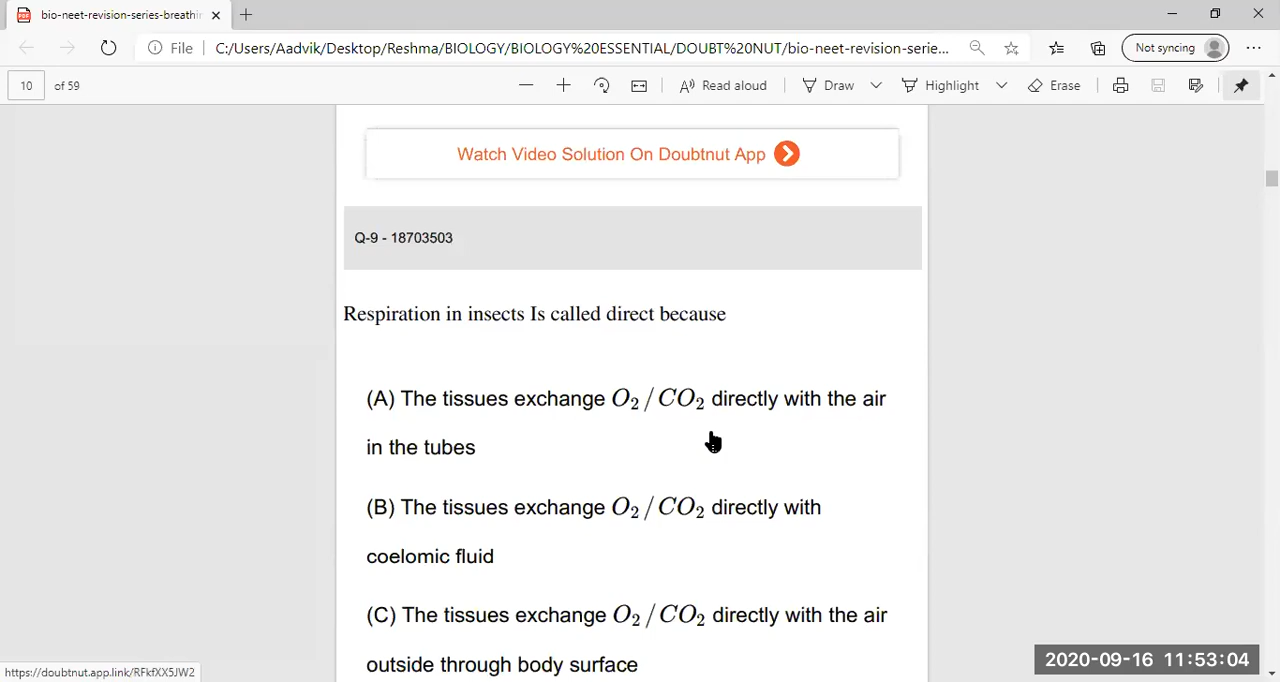 bio-neet-revision-series-breathin
File
C:/Users/Aadvik/Desktop/Reshma/BIOLOGY/BIOLOGY%20ESSENTIAL/DOUBT%20NUT/bio-neet-revision-serie...
Not syncing
10 of 59
Read aloud
Draw
Highlight
Erase
Watch Video Solution On Doubtnut App
Q-9 - 18703503
Respiration in insects Is called direct because
(A) The tissues exchange O₂ / CO₂ directly with the air
in the tubes
(B) The tissues exchange O₂ / CO₂ directly with
coelomic fluid
(C) The tissues exchange O₂ / CO₂ directly with the air
outside through body surface
https://doubtnut.app.link/RFkfXX5JW2
2020-09-16 11:53:04